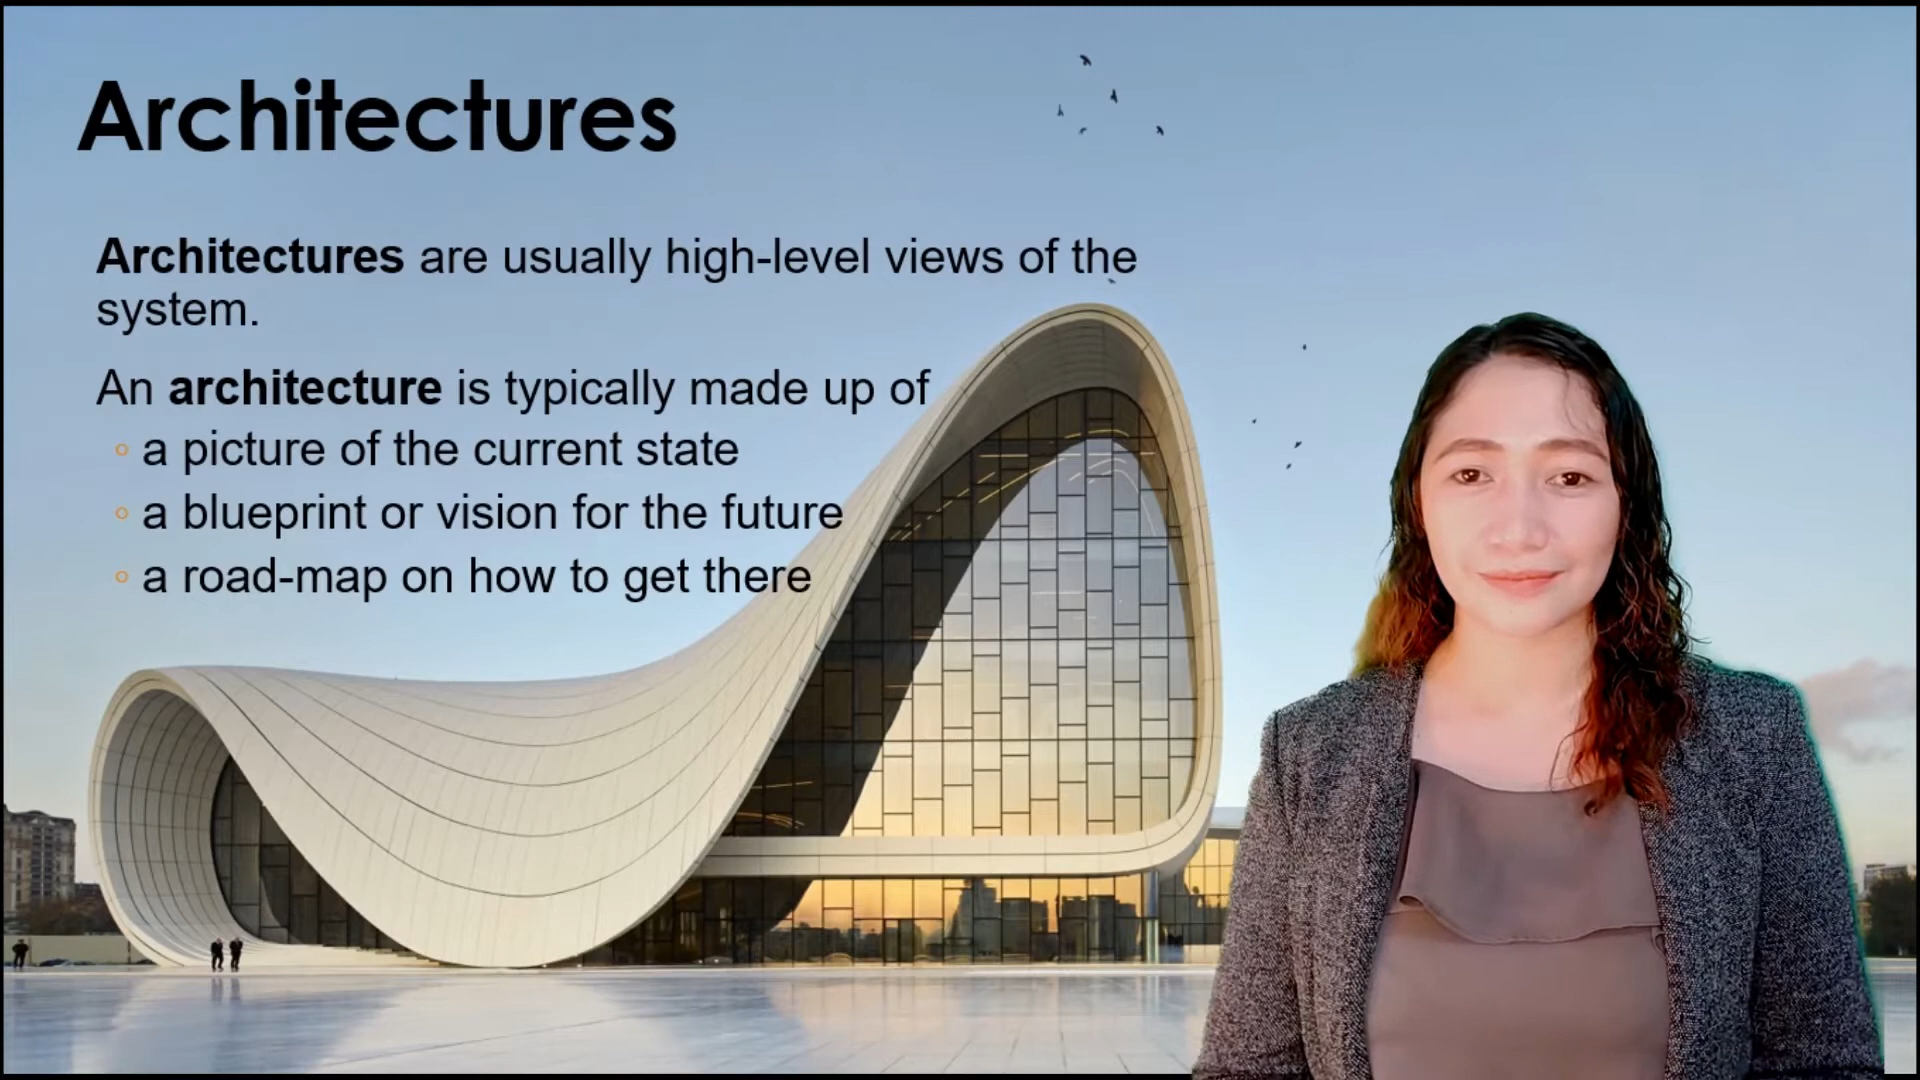 Architectures
Architectures are usually high-level views of the
system.
An architecture is typically made up of
◦ a picture of the current state
◦ a blueprint or vision for the future
◦ a road-map on how to get there